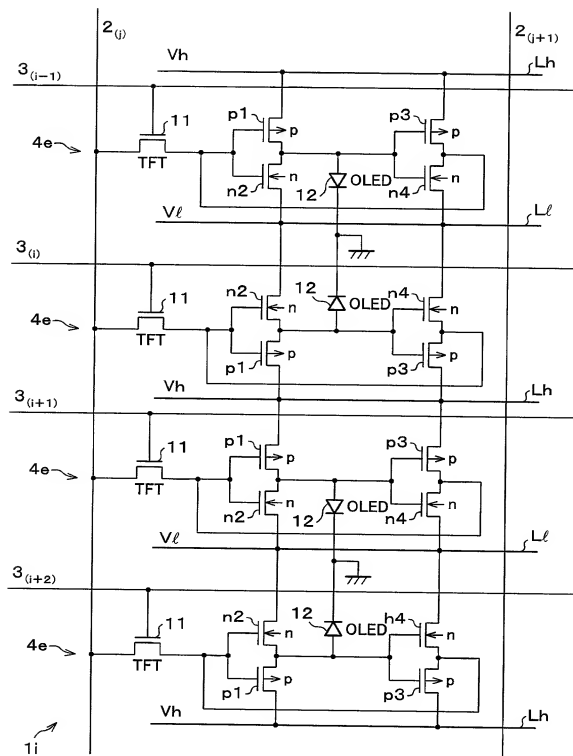 2(j) 2(j+1)
Vh Lh
3(i-1)
11 p1 p3
4e p p
TFT n2 n4
n 12 OLED n
Vℓ Lℓ
3(i)
11 n2 12 OLED n4
4e n n
TFT p p
p1 p3
Vh Lh
3(i+1)
11 p1 p3
4e p p
TFT n2 n4
n 12 OLED n
Vℓ Lℓ
3(i+2)
11 n2 12 OLED h4
4e n n
TFT p p
p1 p3
Vh Lh
1i